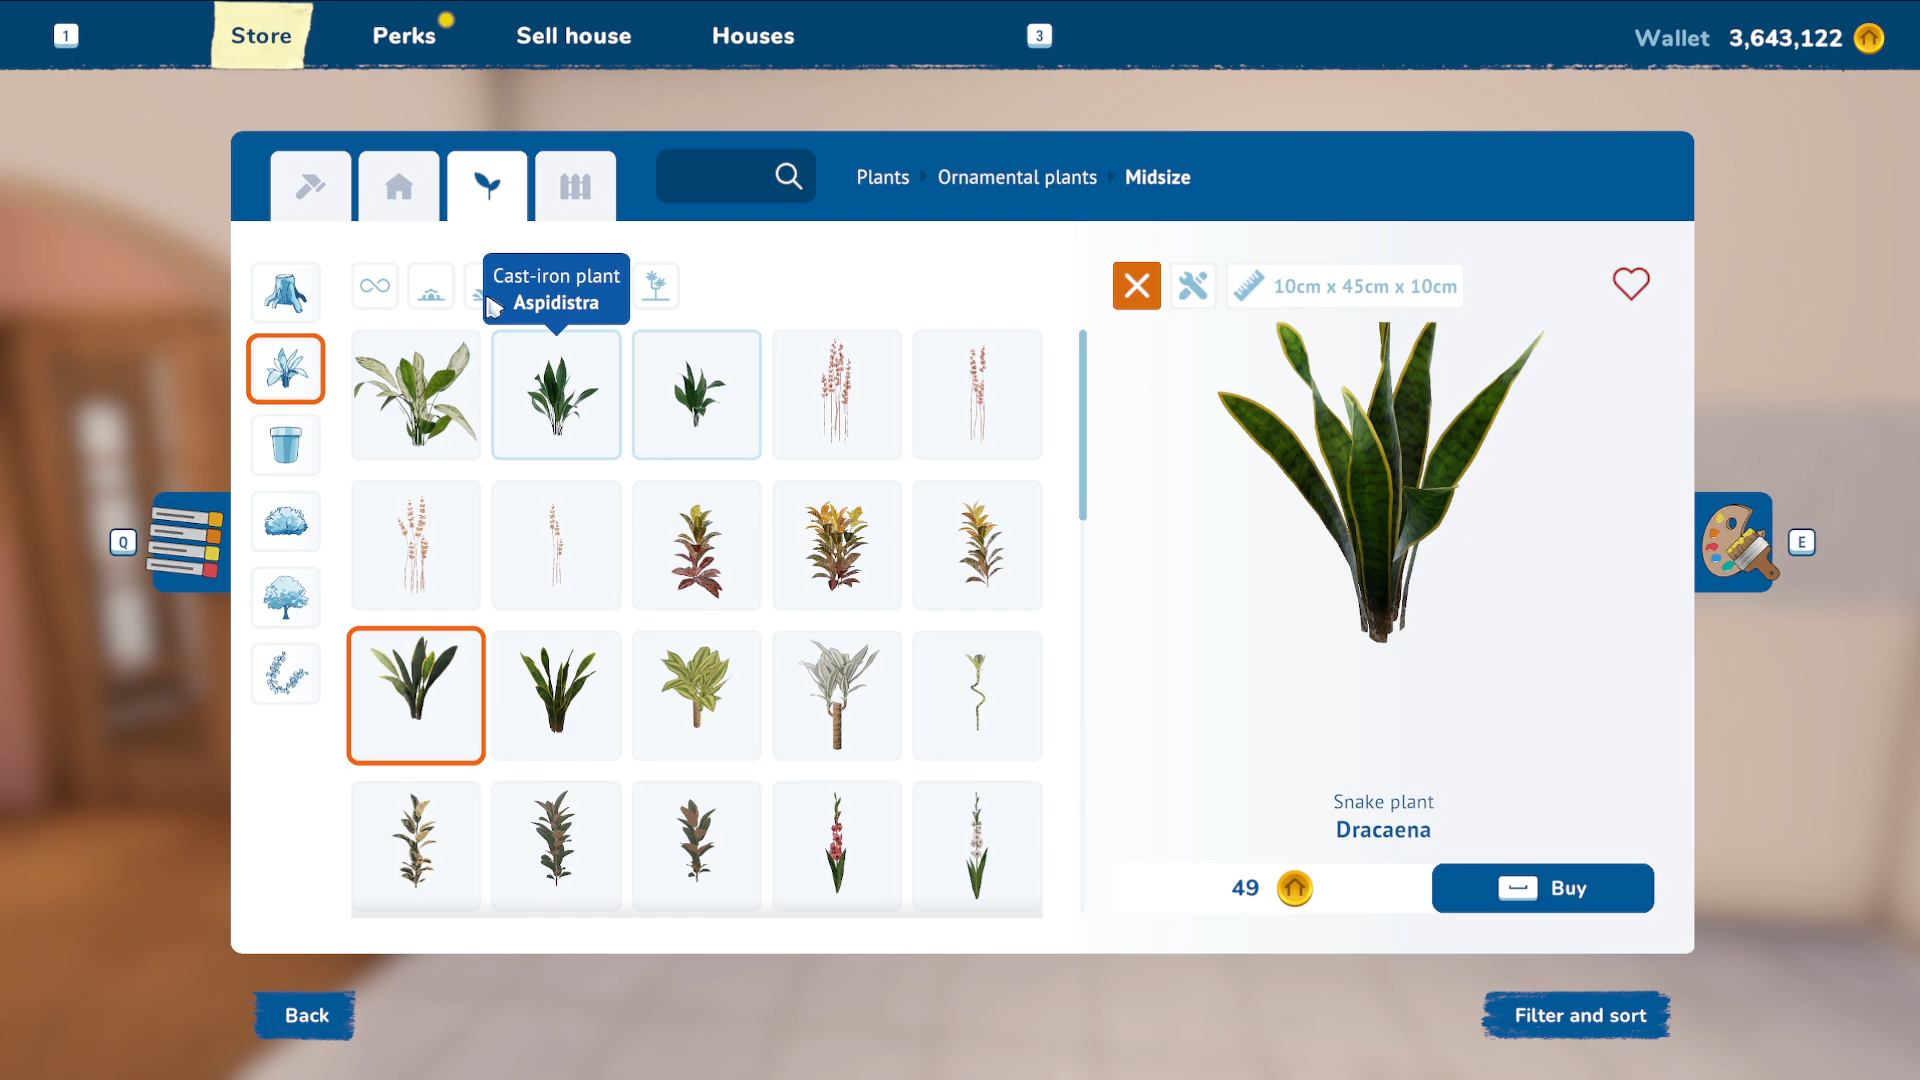 1
Store
Perks
Sell house
Houses
3
Wallet 3,643,122
Plants
Ornamental plants
Midsize
Cast-iron plant
Aspidistra
10cm x 45cm x 10cm
Q
E
Snake plant
Dracaena
49
Buy
Back
Filter and sort